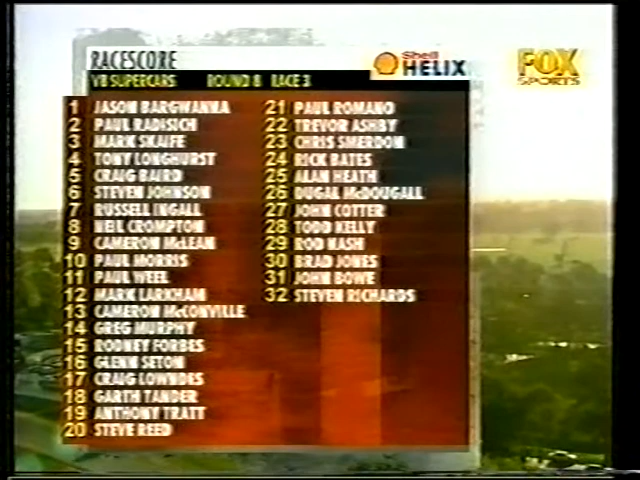 RACESCORE
Shell
HELIX
FOX
SPORTS
V8 SUPERCARS ROUND 8 RACE 3
1 JASON BARGWANNA
2 PAUL RADISICH
3 MARK SKAIFE
4 TONY LONGHURST
5 CRAIG BAIRD
6 STEVEN JOHNSON
7 RUSSELL INGALL
8 NEIL CROMPTON
9 CAMERON McLEAN
10 PAUL MORRIS
11 PAUL WEEL
12 MARK LARKHAM
13 CAMERON McCONVILLE
14 GREG MURPHY
15 RODNEY FORBES
16 GLENN SETON
17 CRAIG LOWNDES
18 GARTH TANDER
19 ANTHONY TRATT
20 STEVE REED
21 PAUL ROMANO
22 TREVOR ASHBY
23 CHRIS SMERDON
24 RICK BATES
25 ALAN HEATH
26 DUGAL McDOUGALL
27 JOHN COTTER
28 TODD KELLY
29 ROD NASH
30 BRAD JONES
31 JOHN BOWE
32 STEVEN RICHARDS